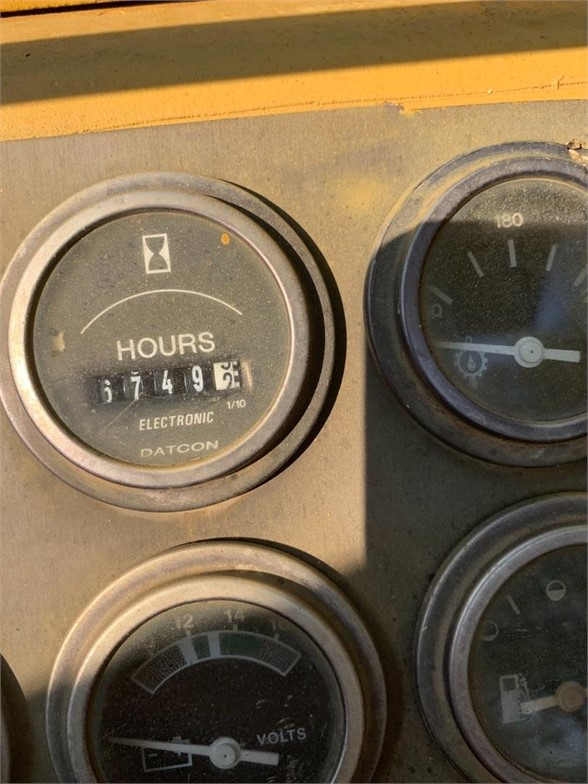 HOURS
6749
1/10
ELECTRONIC
DATCON
180
12 14
VOLTS